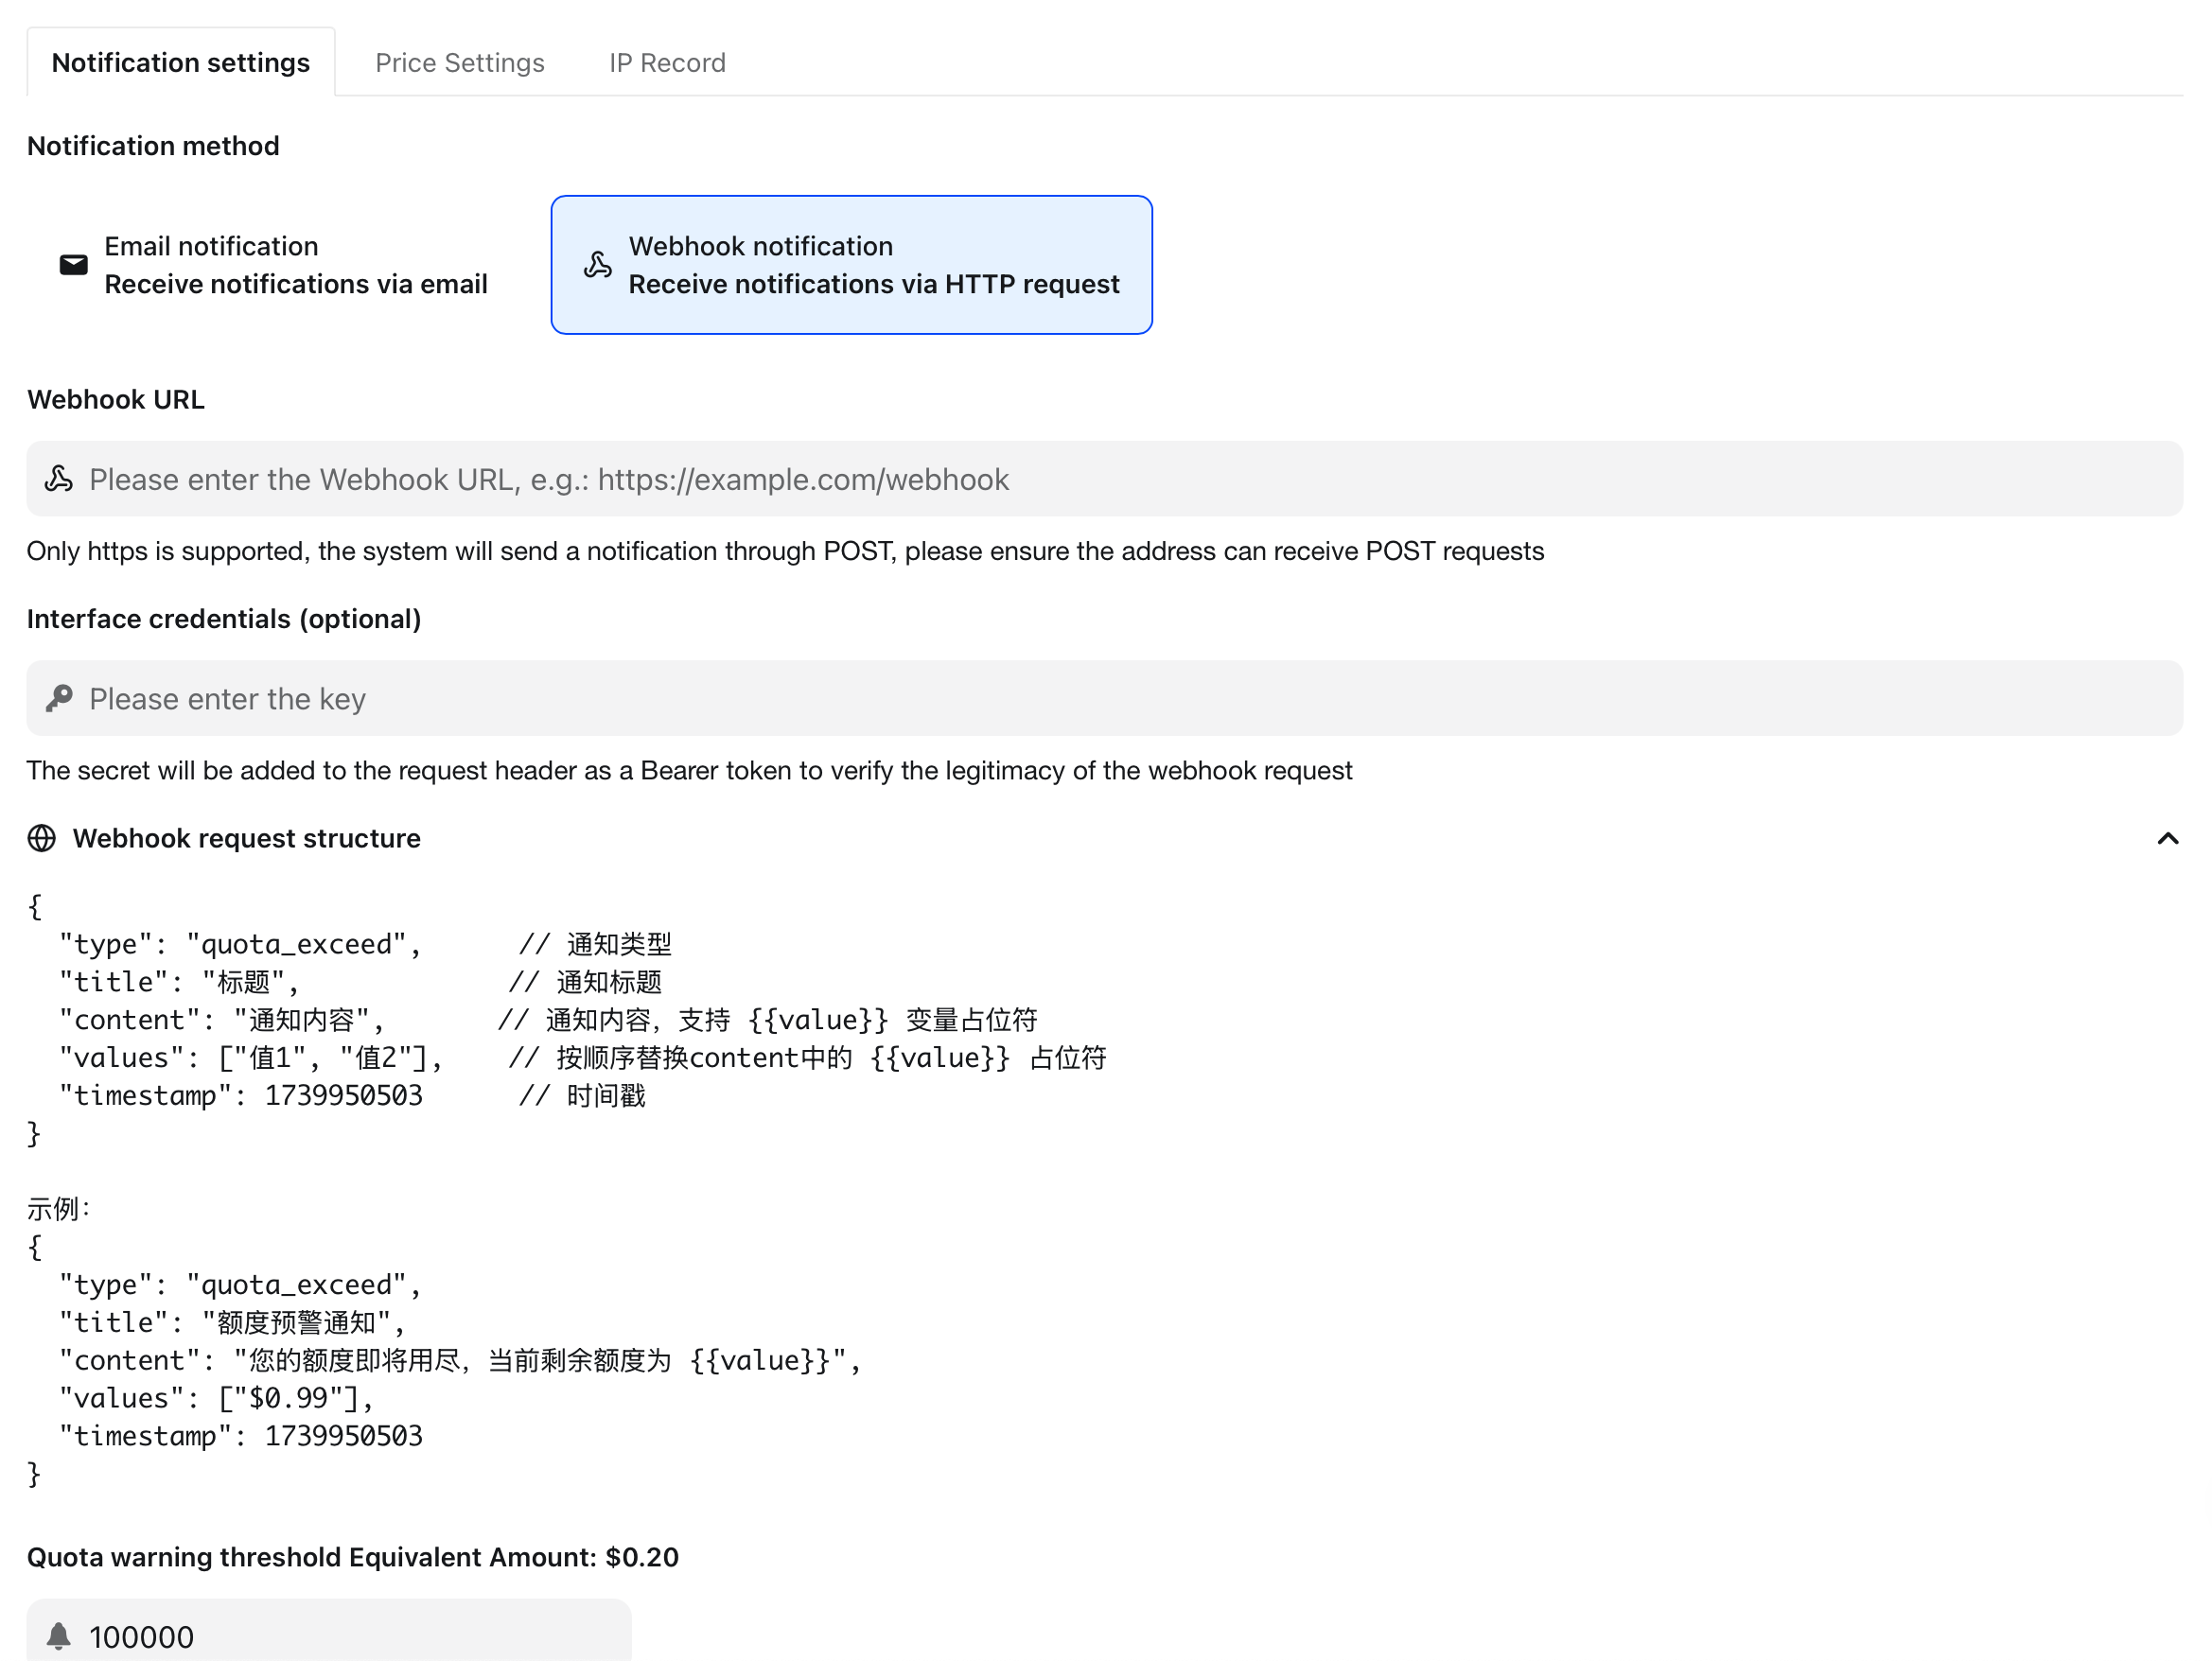 Notification settings Price Settings IP Record
Notification method
Email notification
Receive notifications via email
Webhook notification
Receive notifications via HTTP request
Webhook URL
Please enter the Webhook URL, e.g.: https://example.com/webhook
Only https is supported, the system will send a notification through POST, please ensure the address can receive POST requests
Interface credentials (optional)
Please enter the key
The secret will be added to the request header as a Bearer token to verify the legitimacy of the webhook request
Webhook request structure
{
  "type": "quota_exceed",      // 通知类型
  "title": "标题",             // 通知标题
  "content": "通知内容",       // 通知内容，支持 {{value}} 变量占位符
  "values": ["值1", "值2"],    // 按顺序替换content中的 {{value}} 占位符
  "timestamp": 1739950503      // 时间戳
}
示例：
{
  "type": "quota_exceed",
  "title": "额度预警通知",
  "content": "您的额度即将用尽，当前剩余额度为 {{value}}",
  "values": ["$0.99"],
  "timestamp": 1739950503
}
Quota warning threshold Equivalent Amount: $0.20
100000